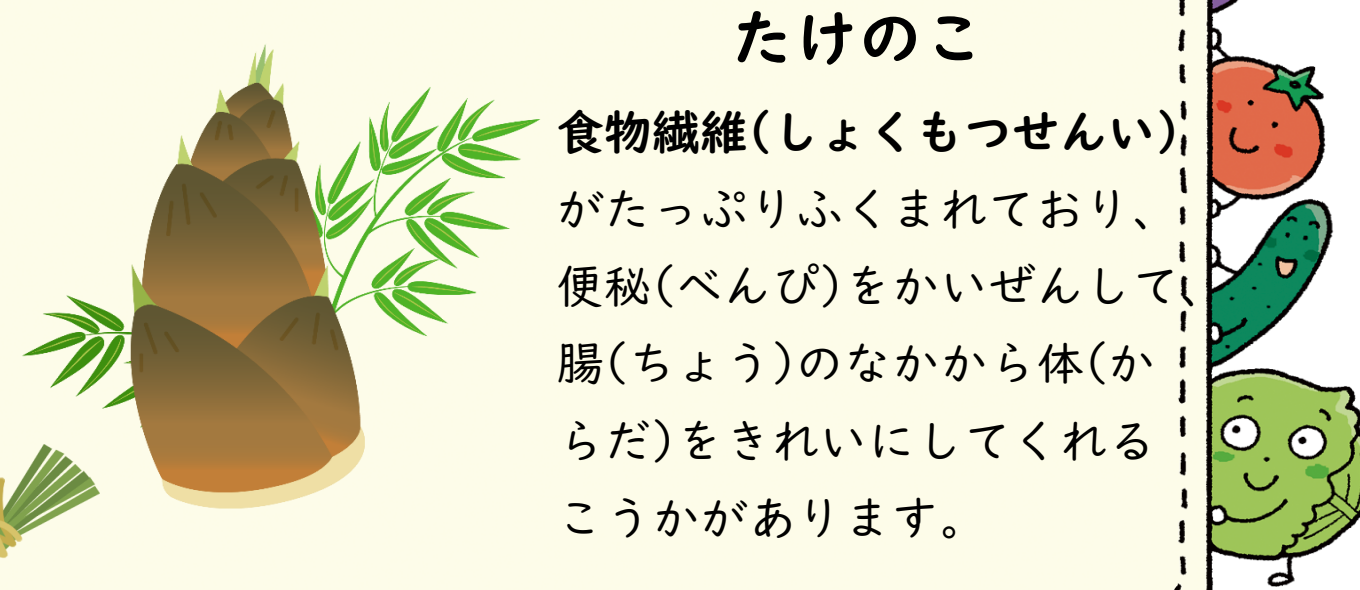 たけのこ
食物繊維(しょくもつせんい)
がたっぷりふくまれており、
便秘(べんぴ)をかいぜんして、
腸(ちょう)のなかから体(か
らだ)をきれいにしてくれる
こうかがあります。